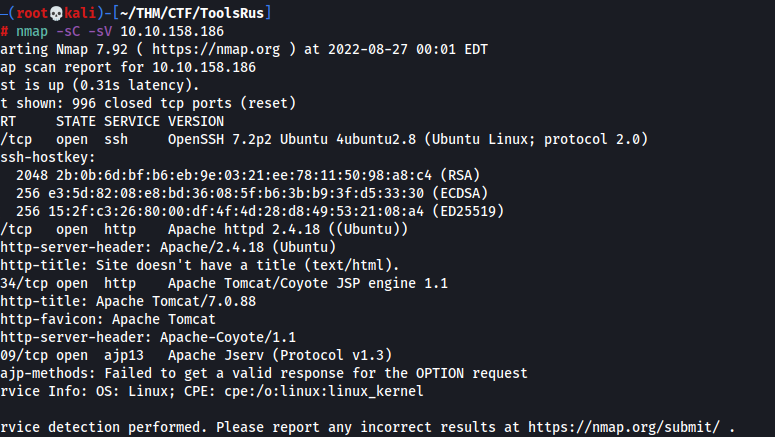 (root💀kali)-[~/THM/CTF/ToolsRus]
# nmap -sC -sV 10.10.158.186
arting Nmap 7.92 ( https://nmap.org ) at 2022-08-27 00:01 EDT
ap scan report for 10.10.158.186
st is up (0.31s latency).
t shown: 996 closed tcp ports (reset)
RT     STATE SERVICE VERSION
/tcp   open  ssh     OpenSSH 7.2p2 Ubuntu 4ubuntu2.8 (Ubuntu Linux; protocol 2.0)
ssh-hostkey:
  2048 2b:0b:6d:bf:b6:eb:9e:03:21:ee:78:11:50:98:a8:c4 (RSA)
  256 e3:5d:82:08:e8:bd:36:08:5f:b6:3b:b9:3f:d5:33:30 (ECDSA)
  256 15:2f:c3:26:80:00:df:4f:4d:28:d8:49:53:21:08:a4 (ED25519)
/tcp   open  http    Apache httpd 2.4.18 ((Ubuntu))
http-server-header: Apache/2.4.18 (Ubuntu)
http-title: Site doesn't have a title (text/html).
34/tcp open  http    Apache Tomcat/Coyote JSP engine 1.1
http-title: Apache Tomcat/7.0.88
http-favicon: Apache Tomcat
http-server-header: Apache-Coyote/1.1
09/tcp open  ajp13   Apache Jserv (Protocol v1.3)
ajp-methods: Failed to get a valid response for the OPTION request
rvice Info: OS: Linux; CPE: cpe:/o:linux:linux_kernel
rvice detection performed. Please report any incorrect results at https://nmap.org/submit/ .